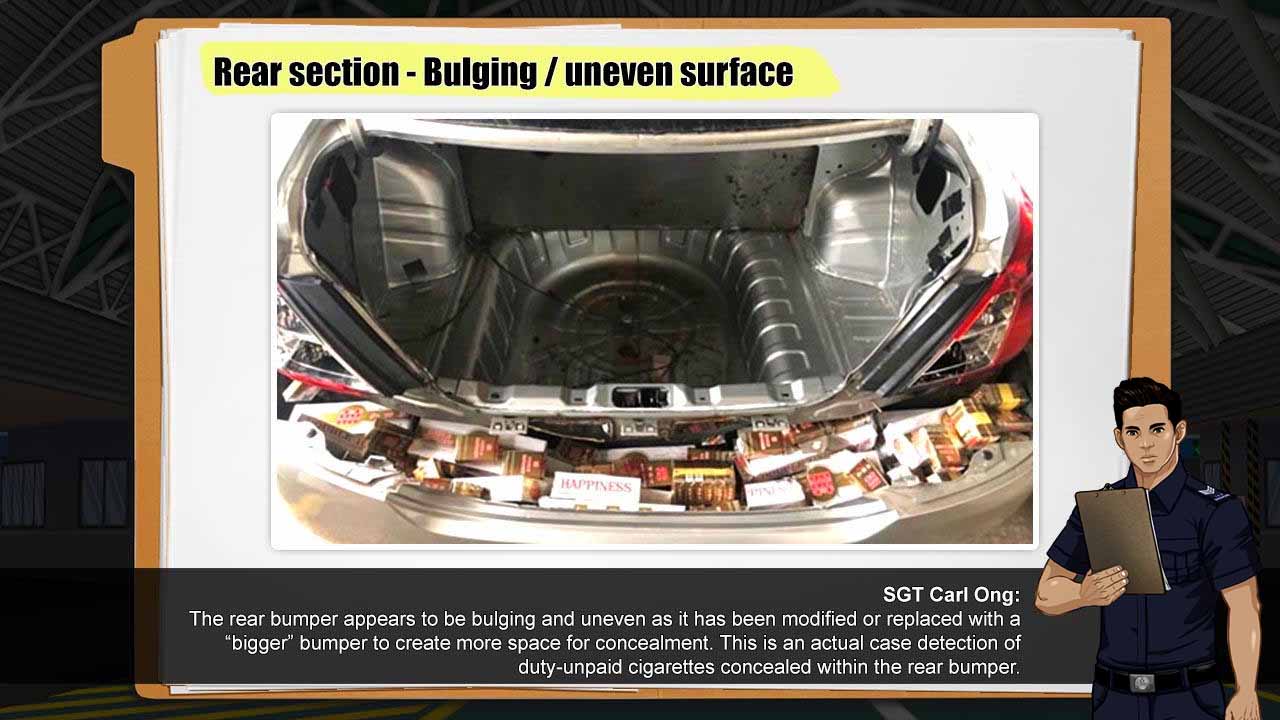 Rear section - Bulging / uneven surface
HAPPINESS
SGT Carl Ong:
The rear bumper appears to be bulging and uneven as it has been modified or replaced with a
“bigger” bumper to create more space for concealment. This is an actual case detection of
duty-unpaid cigarettes concealed within the rear bumper.